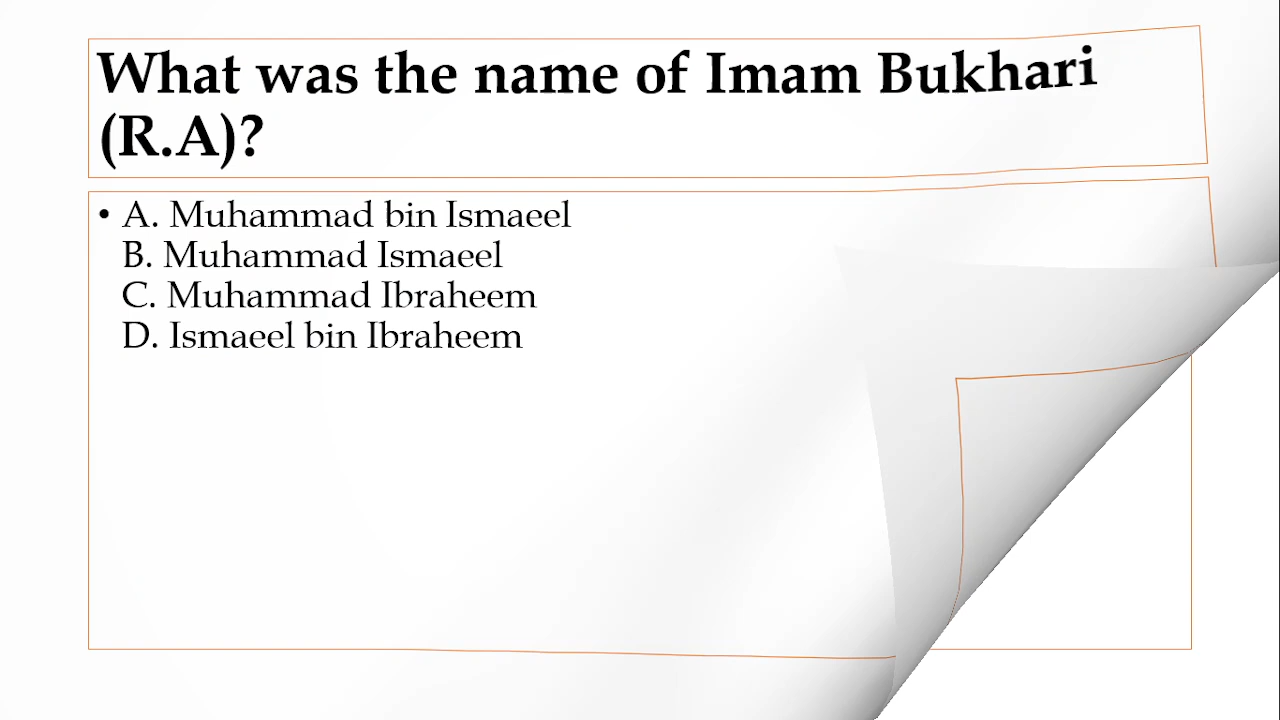 What was the name of Imam Bukhari
(R.A)?
• A. Muhammad bin Ismaeel
B. Muhammad Ismaeel
C. Muhammad Ibraheem
D. Ismaeel bin Ibraheem